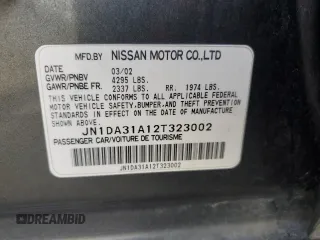 MFD. BY NISSAN MOTOR CO.,LTD
DATE 03/02
GVWR/PNBV 4295 LBS.
GAWR/PNBE FR. 2337 LBS. RR. 1974 LBS.
THIS VEHICLE CONFORMS TO ALL APPLICABLE FEDERAL
MOTOR VEHICLE SAFETY, BUMPER, AND THEFT PREVENTION
STANDARDS IN EFFECT ON THE DATE OF MANUFACTURE
SHOWN ABOVE.
JN1DA31A12T323002
PASSENGER CAR/VOITURE DE TOURISME
JN1DA31A12T323002
DREAMBID